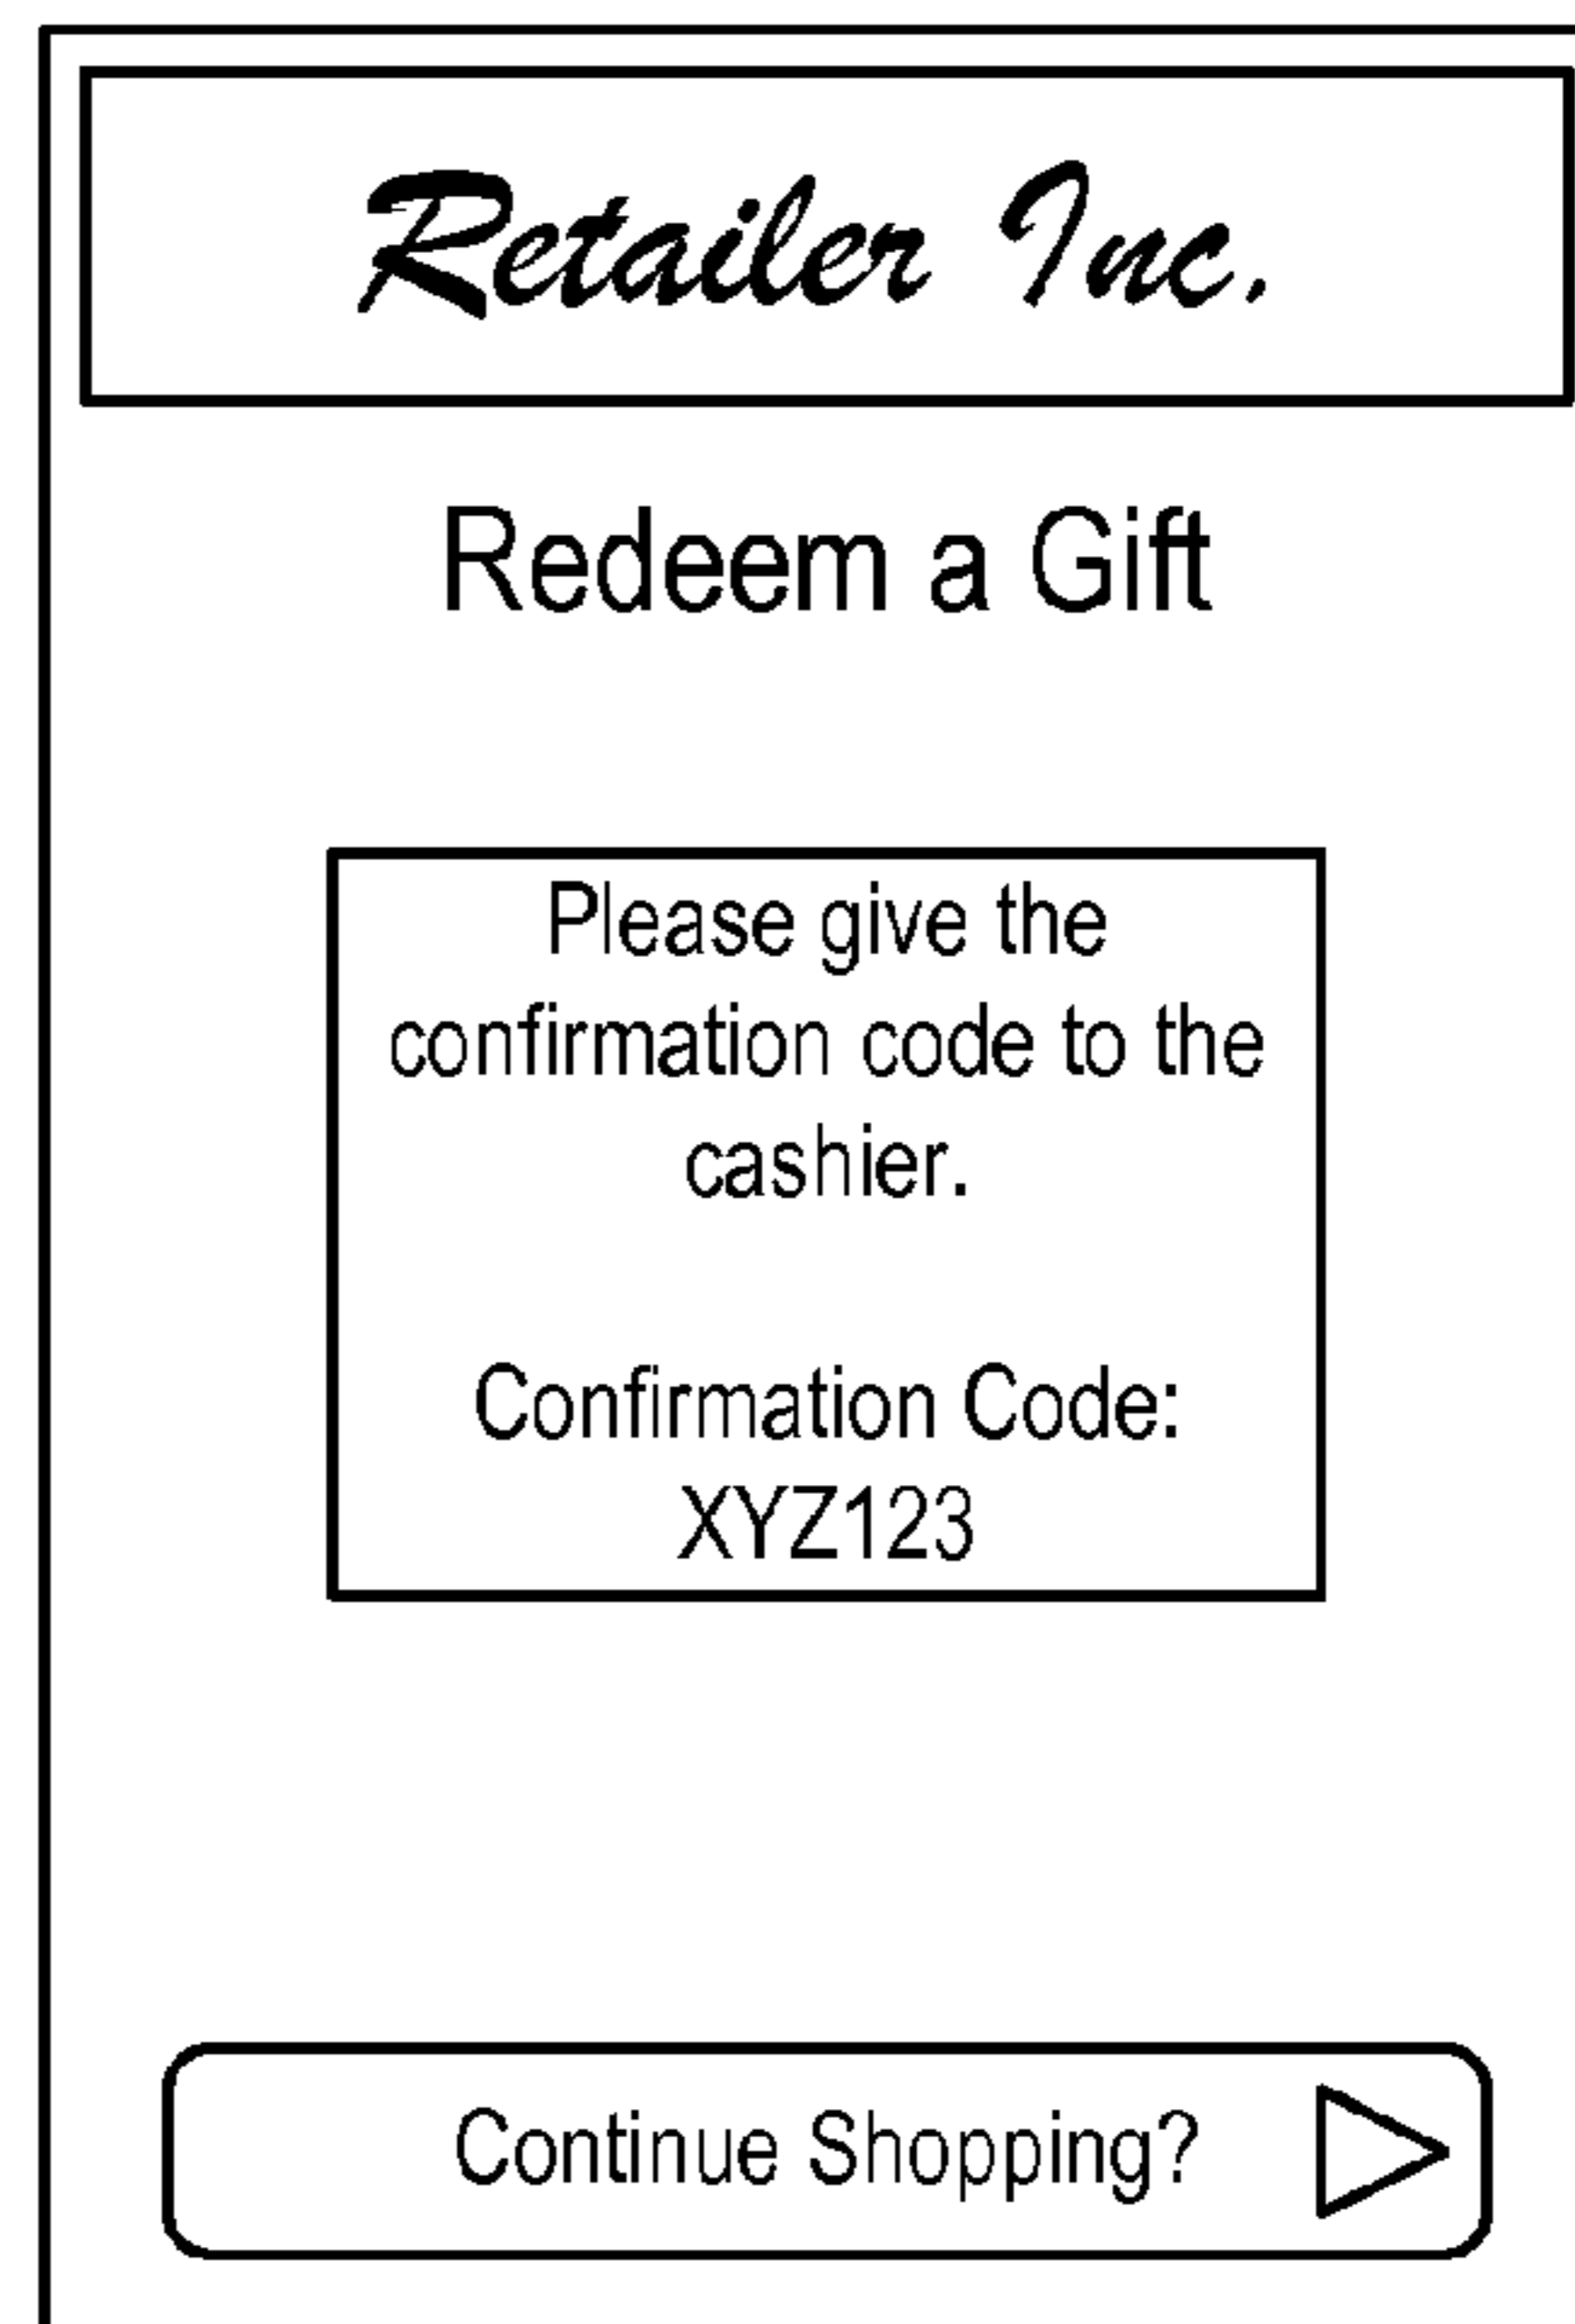 Retailer Inc.
Redeem a Gift
Please give the
confirmation code to the
cashier.
Confirmation Code:
XYZ123
Continue Shopping?